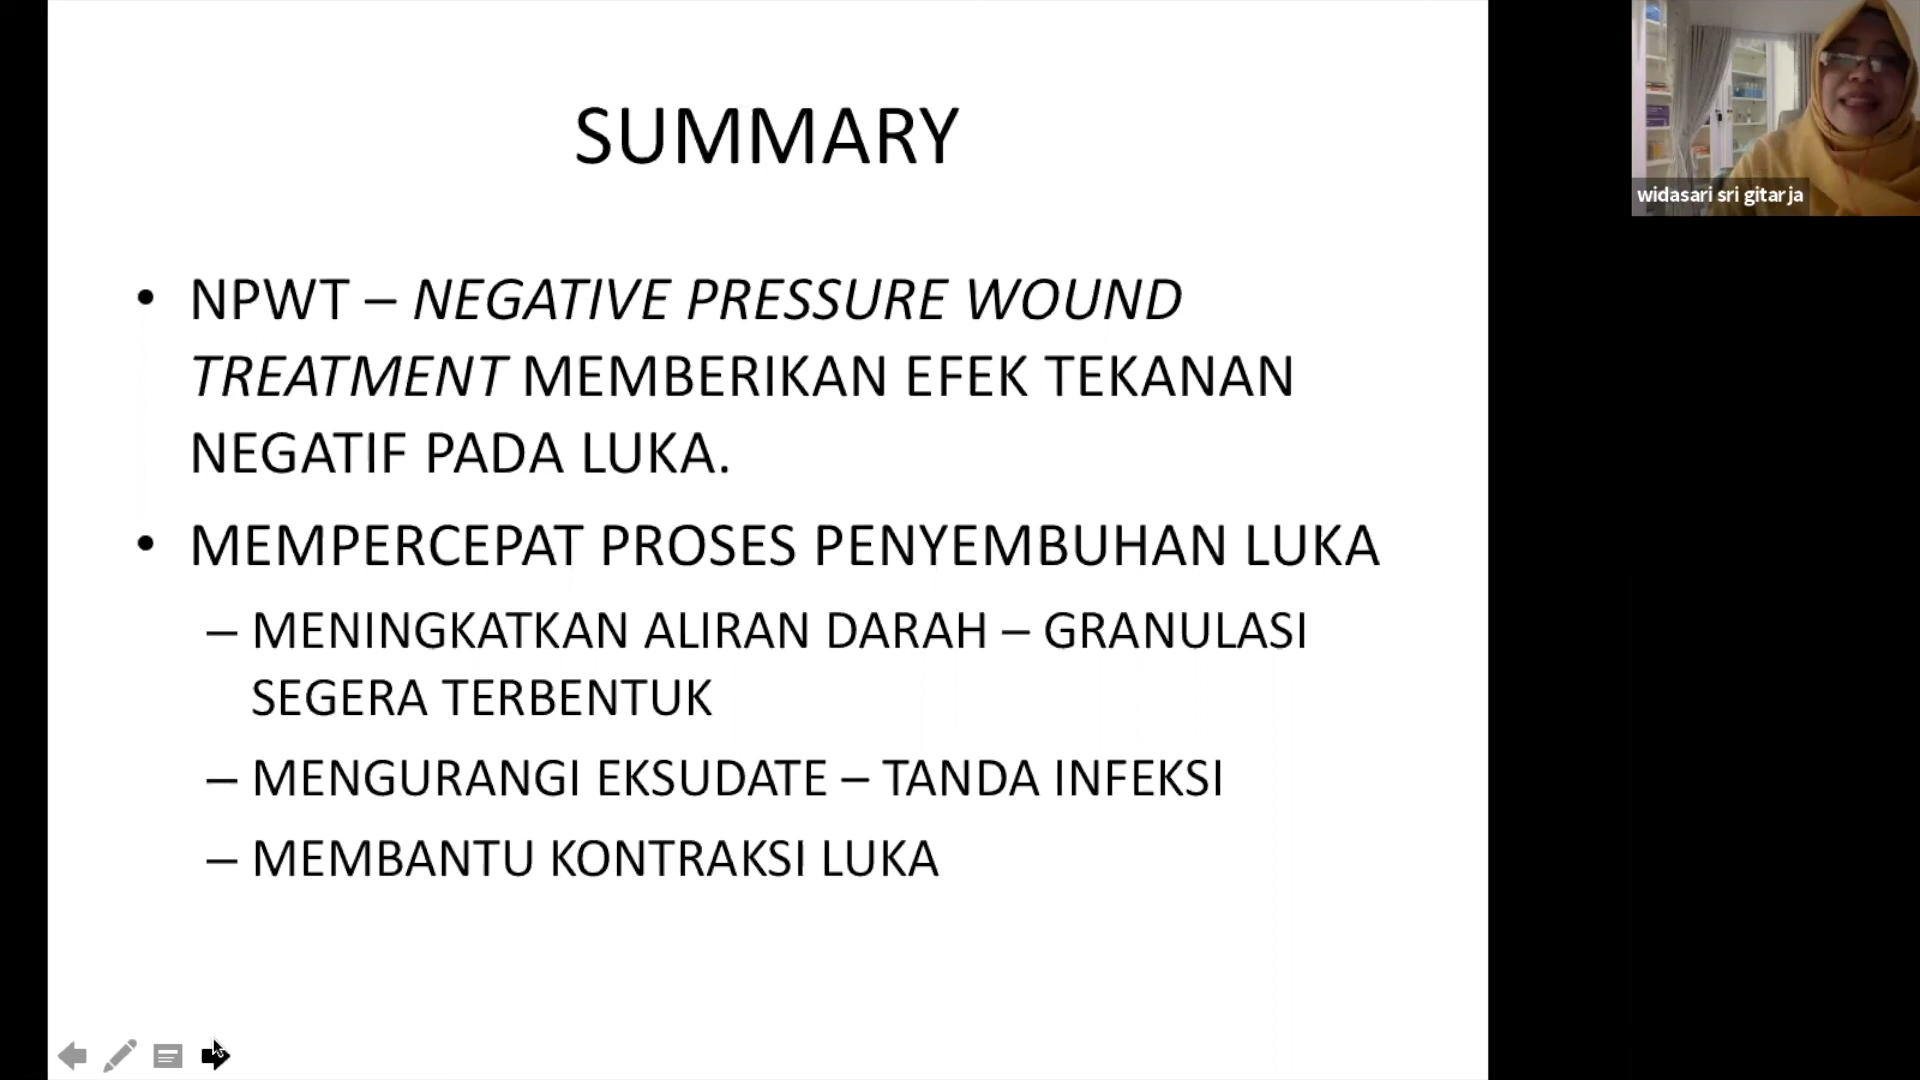 SUMMARY
• NPWT – NEGATIVE PRESSURE WOUND
TREATMENT MEMBERIKAN EFEK TEKANAN
NEGATIF PADA LUKA.
• MEMPERCEPAT PROSES PENYEMBUHAN LUKA
– MENINGKATKAN ALIRAN DARAH – GRANULASI
SEGERA TERBENTUK
– MENGURANGI EKSUDATE – TANDA INFEKSI
– MEMBANTU KONTRAKSI LUKA
widasari sri gitarja